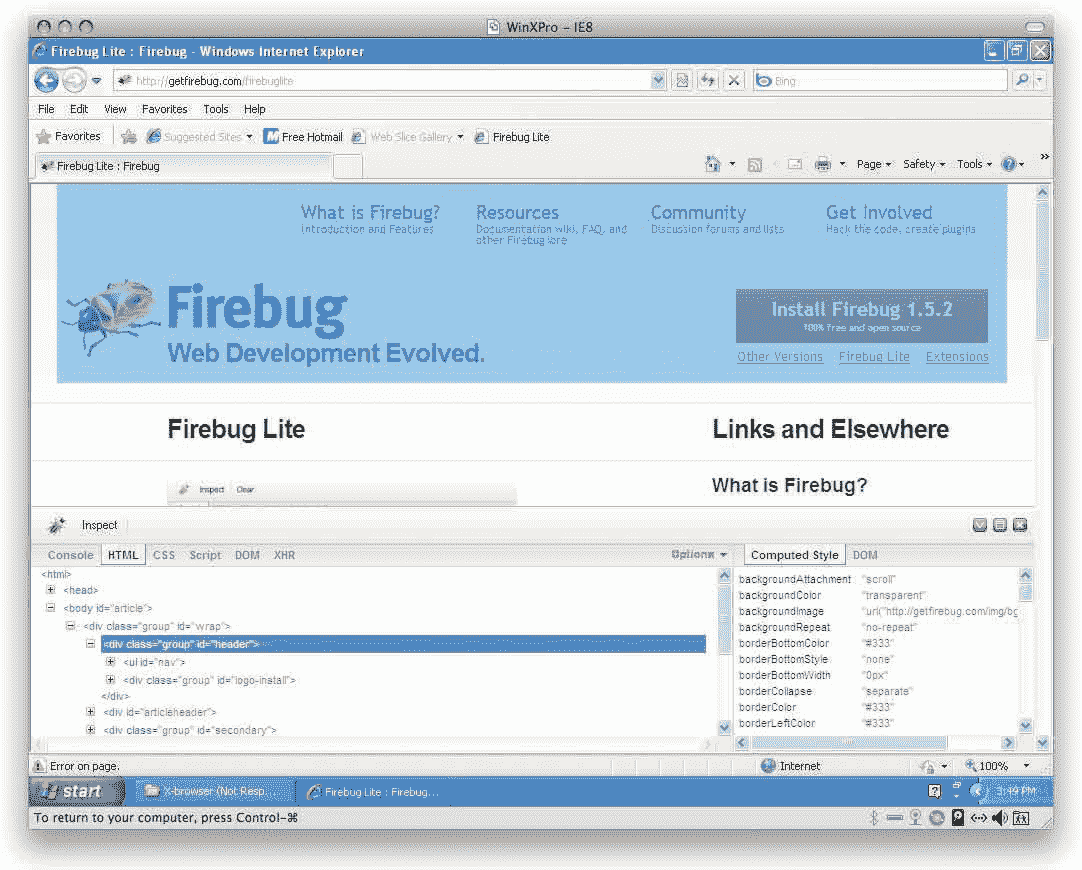 WinXPro – IE8
Firebug Lite : Firebug - Windows Internet Explorer
http://getfirebug.com/firebuglite
Bing
File Edit View Favorites Tools Help
Favorites Suggested Sites Free Hotmail Web Slice Gallery Firebug Lite
Firebug Lite : Firebug Page Safety Tools »
What is Firebug? Resources Community Get Involved
Introduction and Features Documentation wiki, FAQ, and Discussion forums and lists Hack the code, create plugins
other Firebug lore
Firebug
Web Development Evolved.
Install Firebug 1.5.2
100% free and open source
Other Versions Firebug Lite Extensions
Firebug Lite Links and Elsewhere
Inspect Clear What is Firebug?
Inspect
Console HTML CSS Script DOM XHR Options Computed Style DOM
<html>
<head>
<body id="article">
<div class="group" id="wrap">
<div class="group" id="header">
<ul id="nav">
<div class="group" id="logo-install">
</div>
<div id="articleheader">
<div class="group" id="secondary">
backgroundAttachment "scroll"
backgroundColor "transparent"
backgroundImage "url("http://getfirebug.com/img/bg
backgroundRepeat "no-repeat"
borderBottomColor "#333"
borderBottomStyle "none"
borderBottomWidth "0px"
borderCollapse "separate"
borderColor "#333"
borderLeftColor "#333"
Error on page. Internet 100%
start X-browser (Not Resp... Firebug Lite : Firebug... 3:49 PM
To return to your computer, press Control-⌘